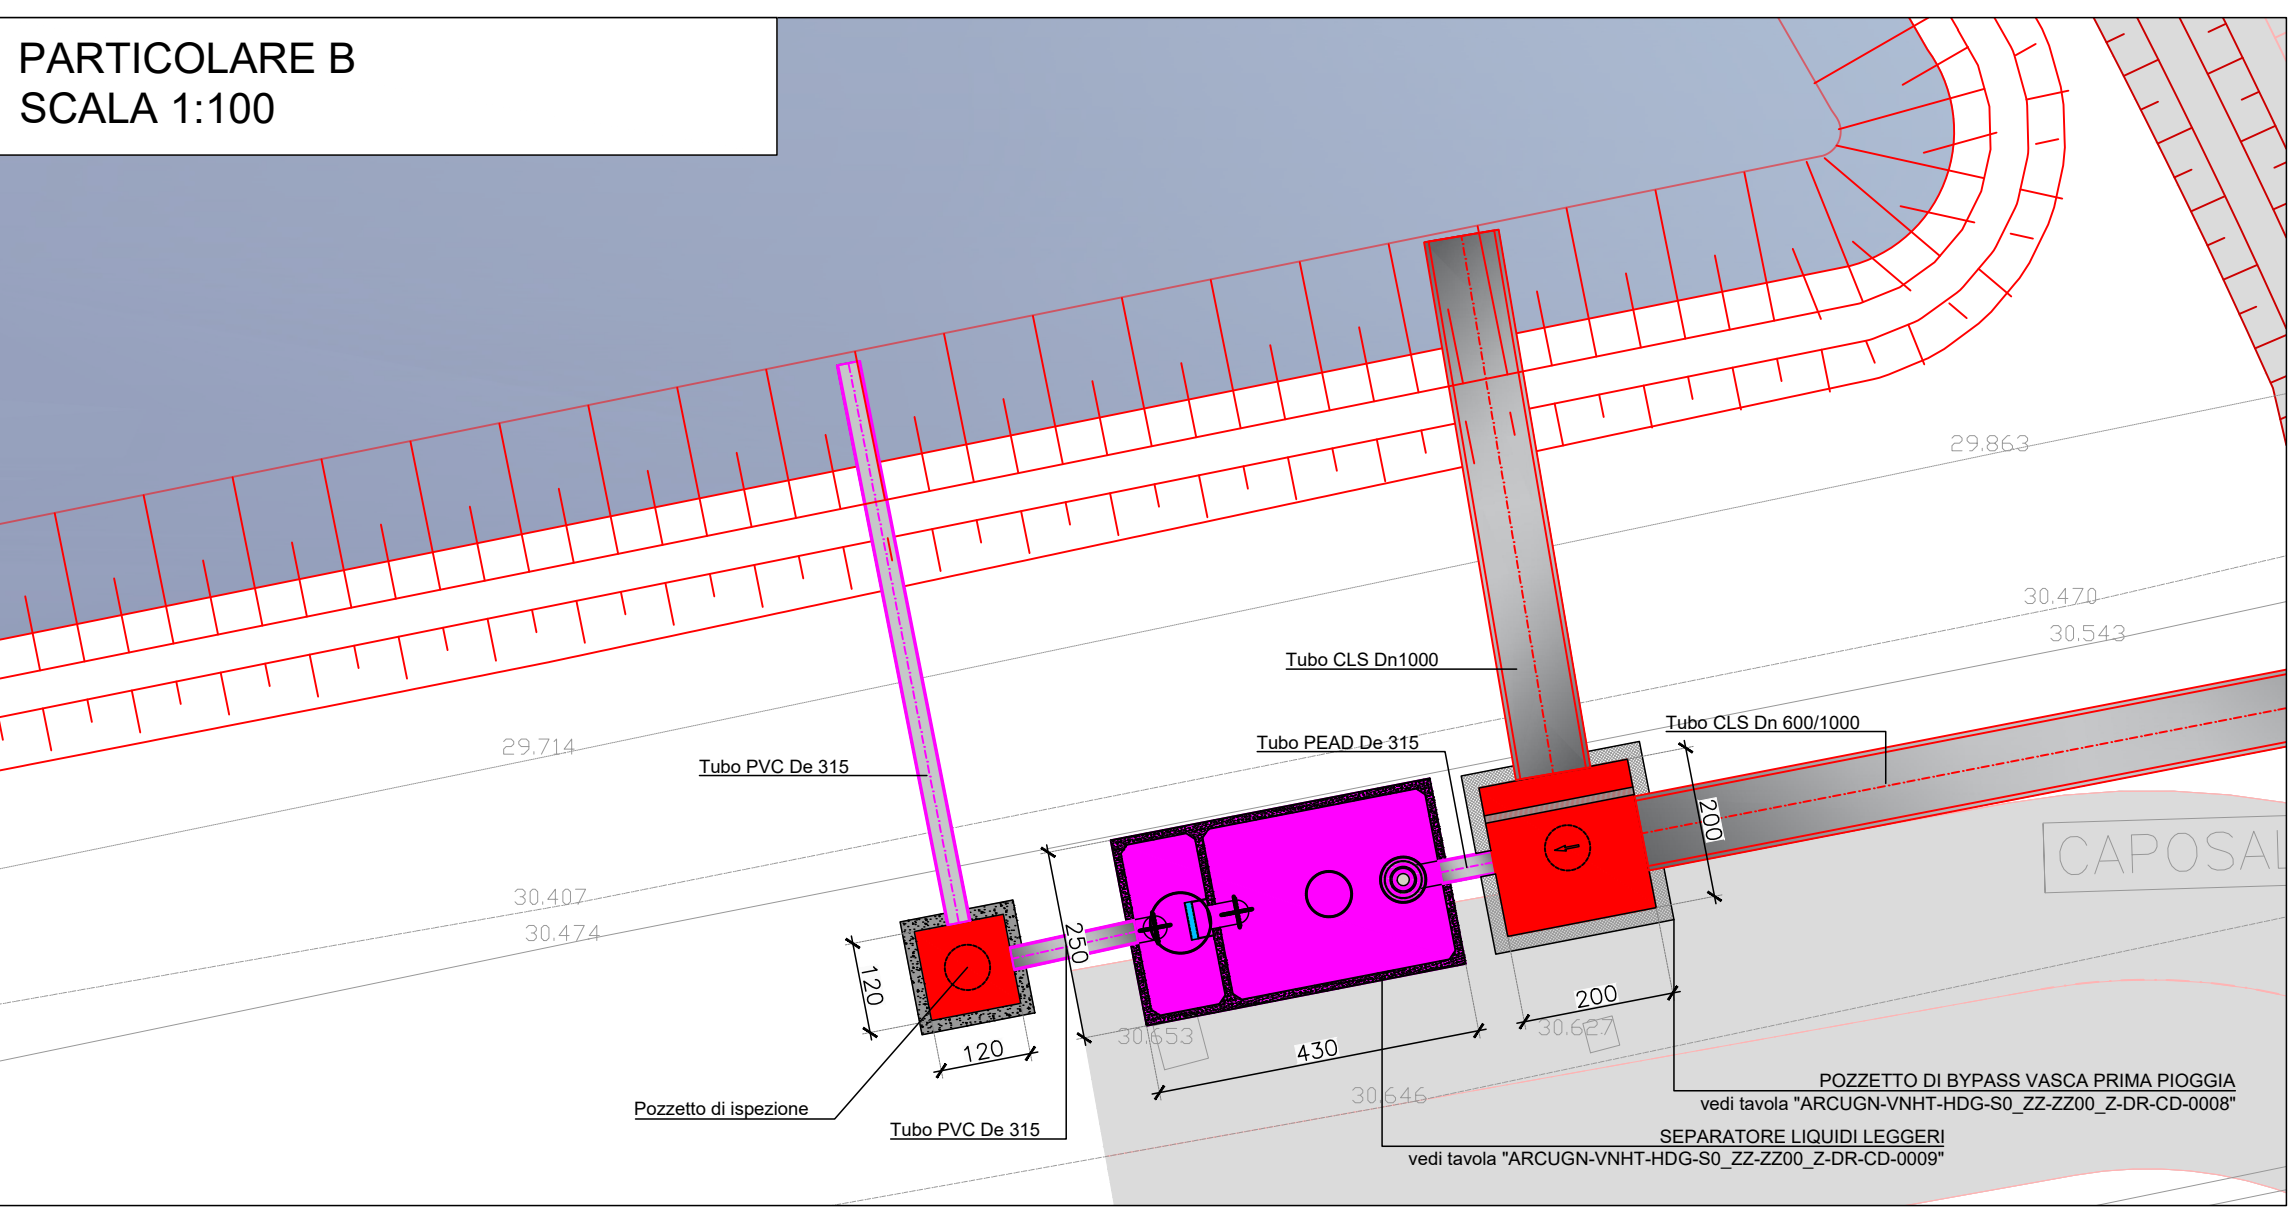 PARTICOLARE B
SCALA 1:100
29.863
30.470
30.543
Tubo CLS Dn1000
Tubo CLS Dn 600/1000
29.714
Tubo PEAD De 315
Tubo PVC De 315
200
CAPOSAL
30.407
30.474
250
120
200
30.653
30.627
120
430
30.646
POZZETTO DI BYPASS VASCA PRIMA PIOGGIA
vedi tavola "ARCUGN-VNHT-HDG-S0_ZZ-ZZ00_Z-DR-CD-0008"
Pozzetto di ispezione
Tubo PVC De 315
SEPARATORE LIQUIDI LEGGERI
vedi tavola "ARCUGN-VNHT-HDG-S0_ZZ-ZZ00_Z-DR-CD-0009"